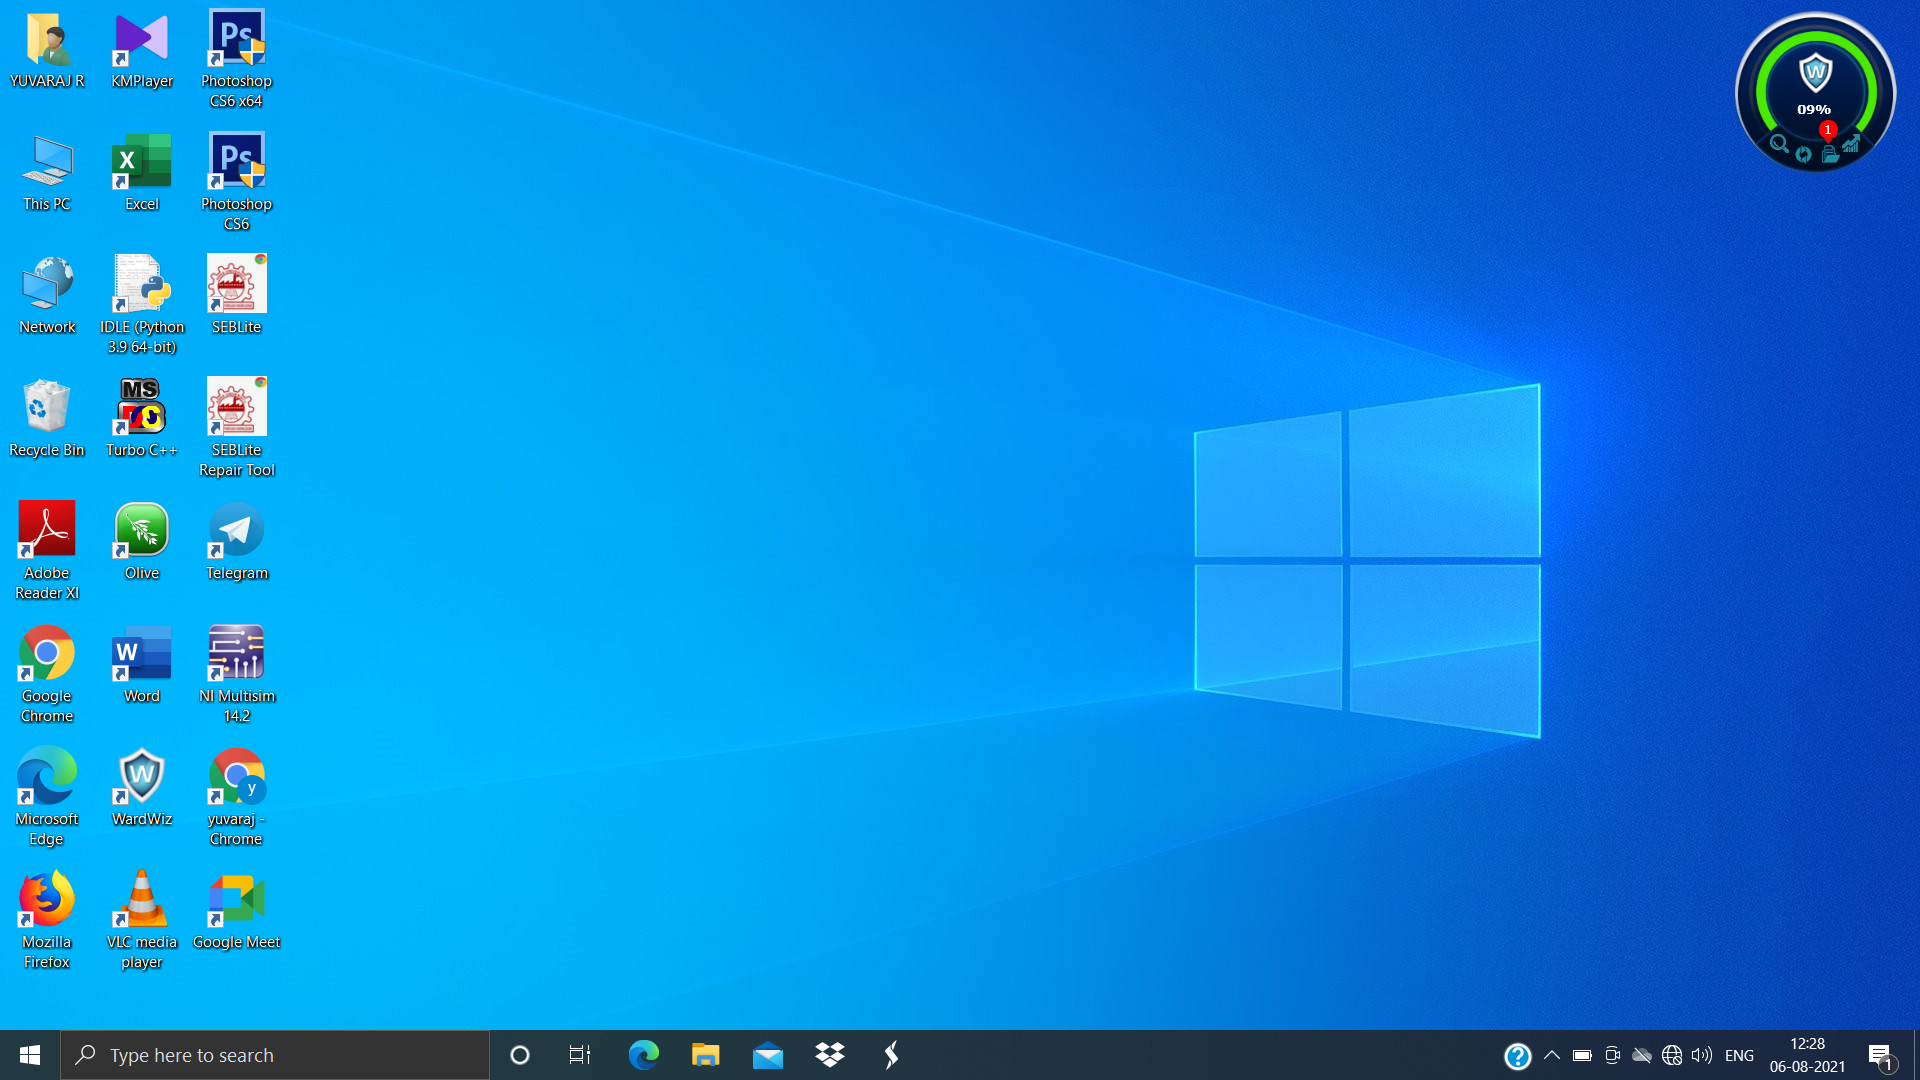 YUVARAJ R
KMPlayer
Photoshop
CS6 x64
This PC
Excel
Photoshop
CS6
Network
IDLE (Python
3.9 64-bit)
SEBLite
Recycle Bin
Turbo C++
SEBLite
Repair Tool
Adobe
Reader XI
Olive
Telegram
Google
Chrome
Word
NI Multisim
14.2
Microsoft
Edge
WardWiz
yuvaraj -
Chrome
Mozilla
Firefox
VLC media
player
Google Meet
Ps
Ps
X
MS
W
W
y
W
09%
1
Type here to search
ENG
12:28
06-08-2021
1